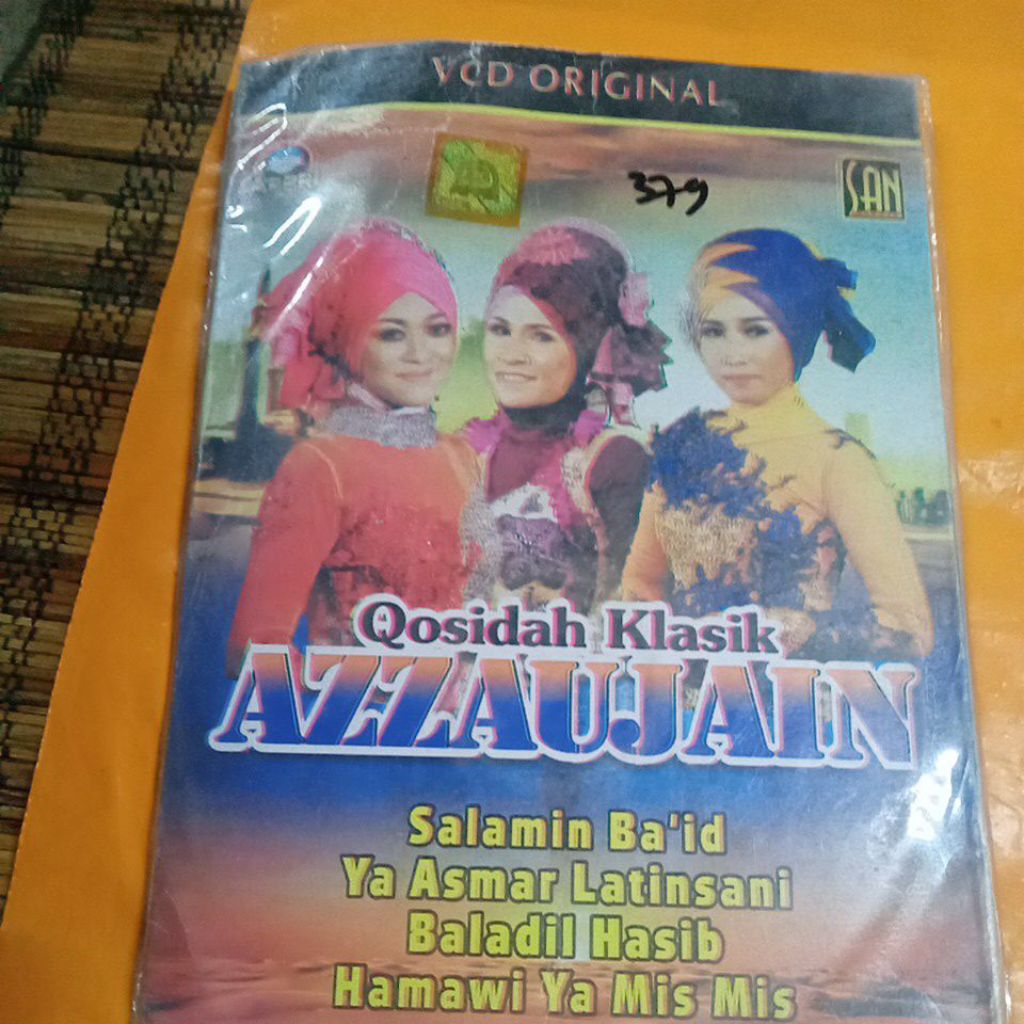 VCD ORIGINAL
379
SAN
Qosidah Klasik
AZZAUJAIN
Salamin Ba'id
Ya Asmar Latinsani
Baladil Hasib
Hamawi Ya Mis Mis